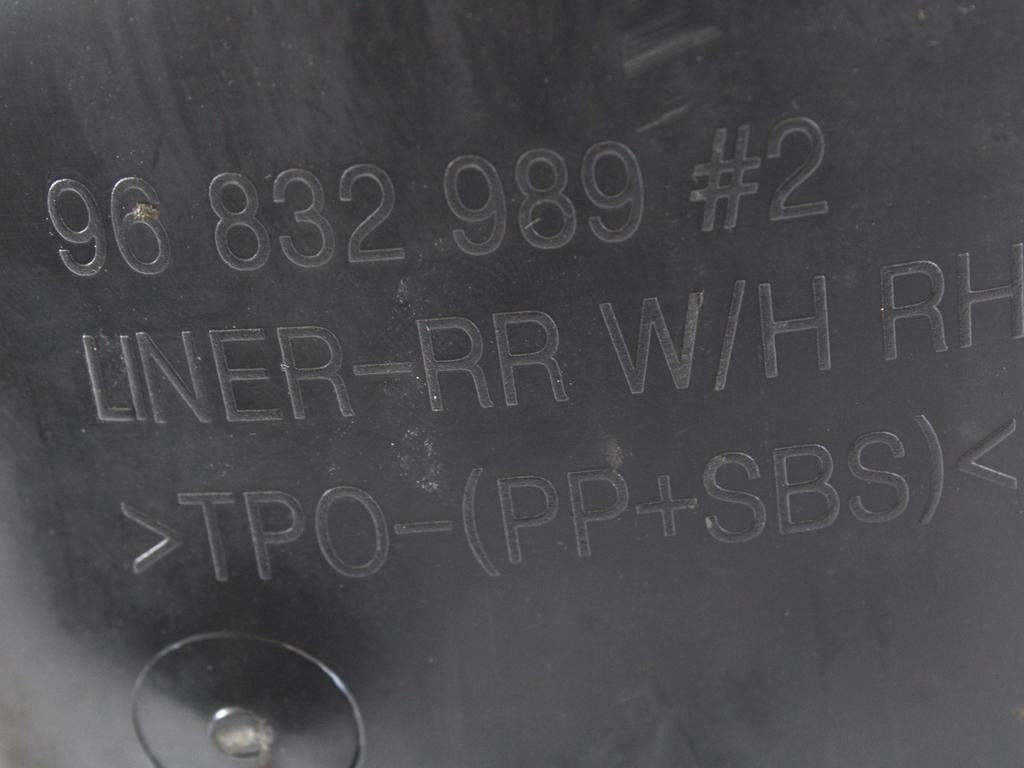 96 832 989 #2
LINER-RR W/H RH
>TPO-(PP+SBS)<